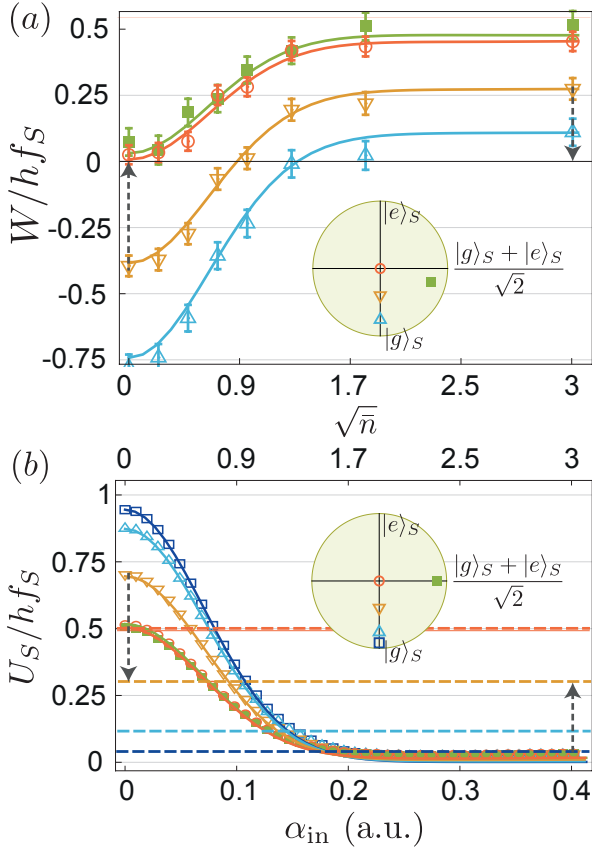 (a)
0.5
0.25
0
-0.25
-0.5
-0.75
W/hf_S
|e⟩_S
|g⟩_S + |e⟩_S
√2
|g⟩_S
0 0.9 1.7 2.5 3
√n̄
(b)
0 0.9 1.7 2.5 3
1
0.75
0.5
0.25
0
U_S/hf_S
|e⟩_S
|g⟩_S + |e⟩_S
√2
|g⟩_S
0 0.1 0.2 0.3 0.4
α_in (a.u.)